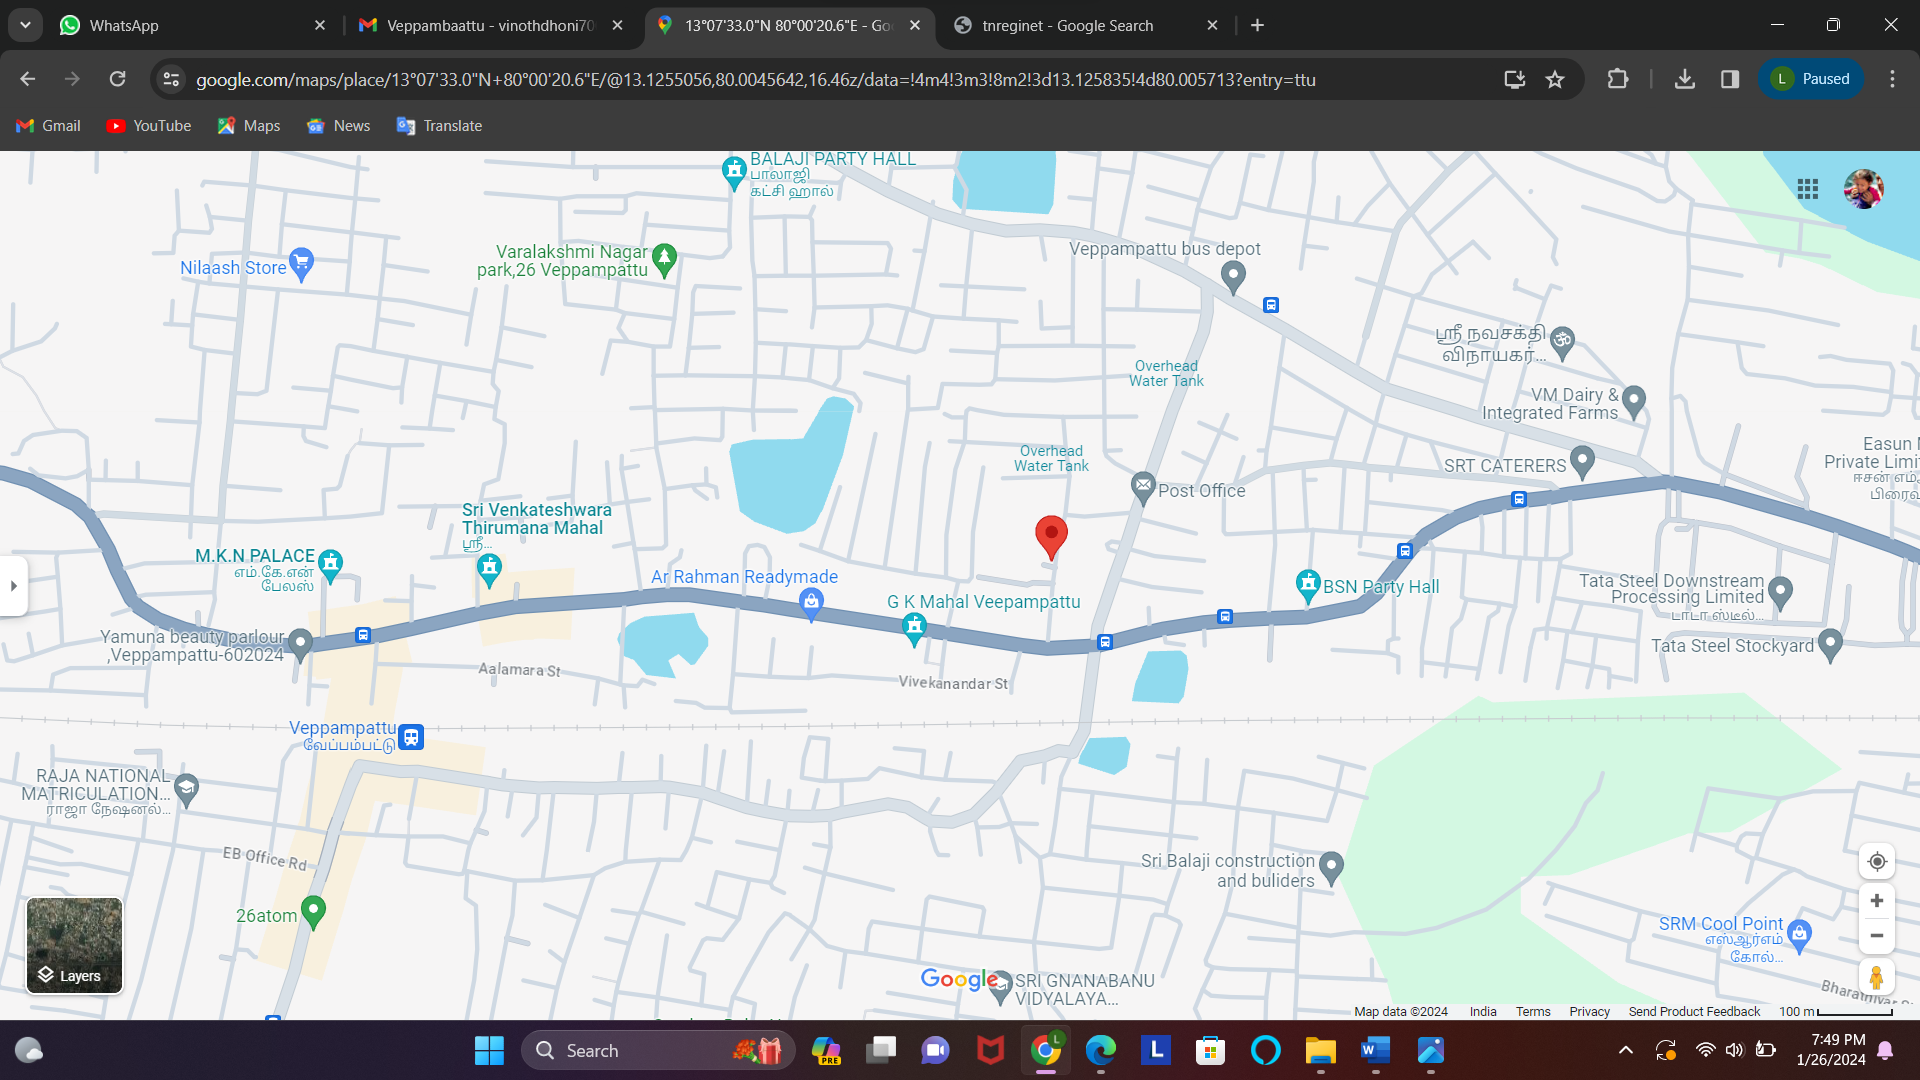 WhatsApp
Veppambaattu - vinothdhoni70
13°07'33.0"N 80°00'20.6"E - Go
tnreginet - Google Search
google.com/maps/place/13°07'33.0"N+80°00'20.6"E/@13.1255056,80.0045642,16.46z/data=!4m4!3m3!8m2!3d13.125835!4d80.005713?entry=ttu
L
Paused
Gmail
YouTube
Maps
News
Translate
BALAJI PARTY HALL
பாலாஜி
கட்சி ஹால்
Varalakshmi Nagar
park,26 Veppampattu
Nilaash Store
Veppampattu bus depot
ஸ்ரீ நவசக்தி
விநாயகர்...
Overhead
Water Tank
VM Dairy &
Integrated Farms
Overhead
Water Tank
SRT CATERERS
Easun
Private Limi
ஈசன் எம்
பிரைவ
Post Office
Sri Venkateshwara
Thirumana Mahal
ஸ்ரீ...
M.K.N PALACE
எம்.கே.என்
பேலஸ்
Ar Rahman Readymade
G K Mahal Veepampattu
BSN Party Hall
Tata Steel Downstream
Processing Limited
டாடா ஸ்டீல்...
Tata Steel Stockyard
Yamuna beauty parlour
,Veppampattu-602024
Aalamara St
Vivekanandar St
Veppampattu
வேப்பம்பட்டு
RAJA NATIONAL
MATRICULATION...
ராஜா நேஷனல்...
EB Office Rd
26atom
Sri Balaji construction
and buliders
SRM Cool Point
எஸ்ஆர்எம்
கோல்...
Layers
Google
SRI GNANABANU
VIDYALAYA...
Map data ©2024
India
Terms
Privacy
Send Product Feedback
100 m
Search
PRE
L
L
W
7:49 PM
1/26/2024